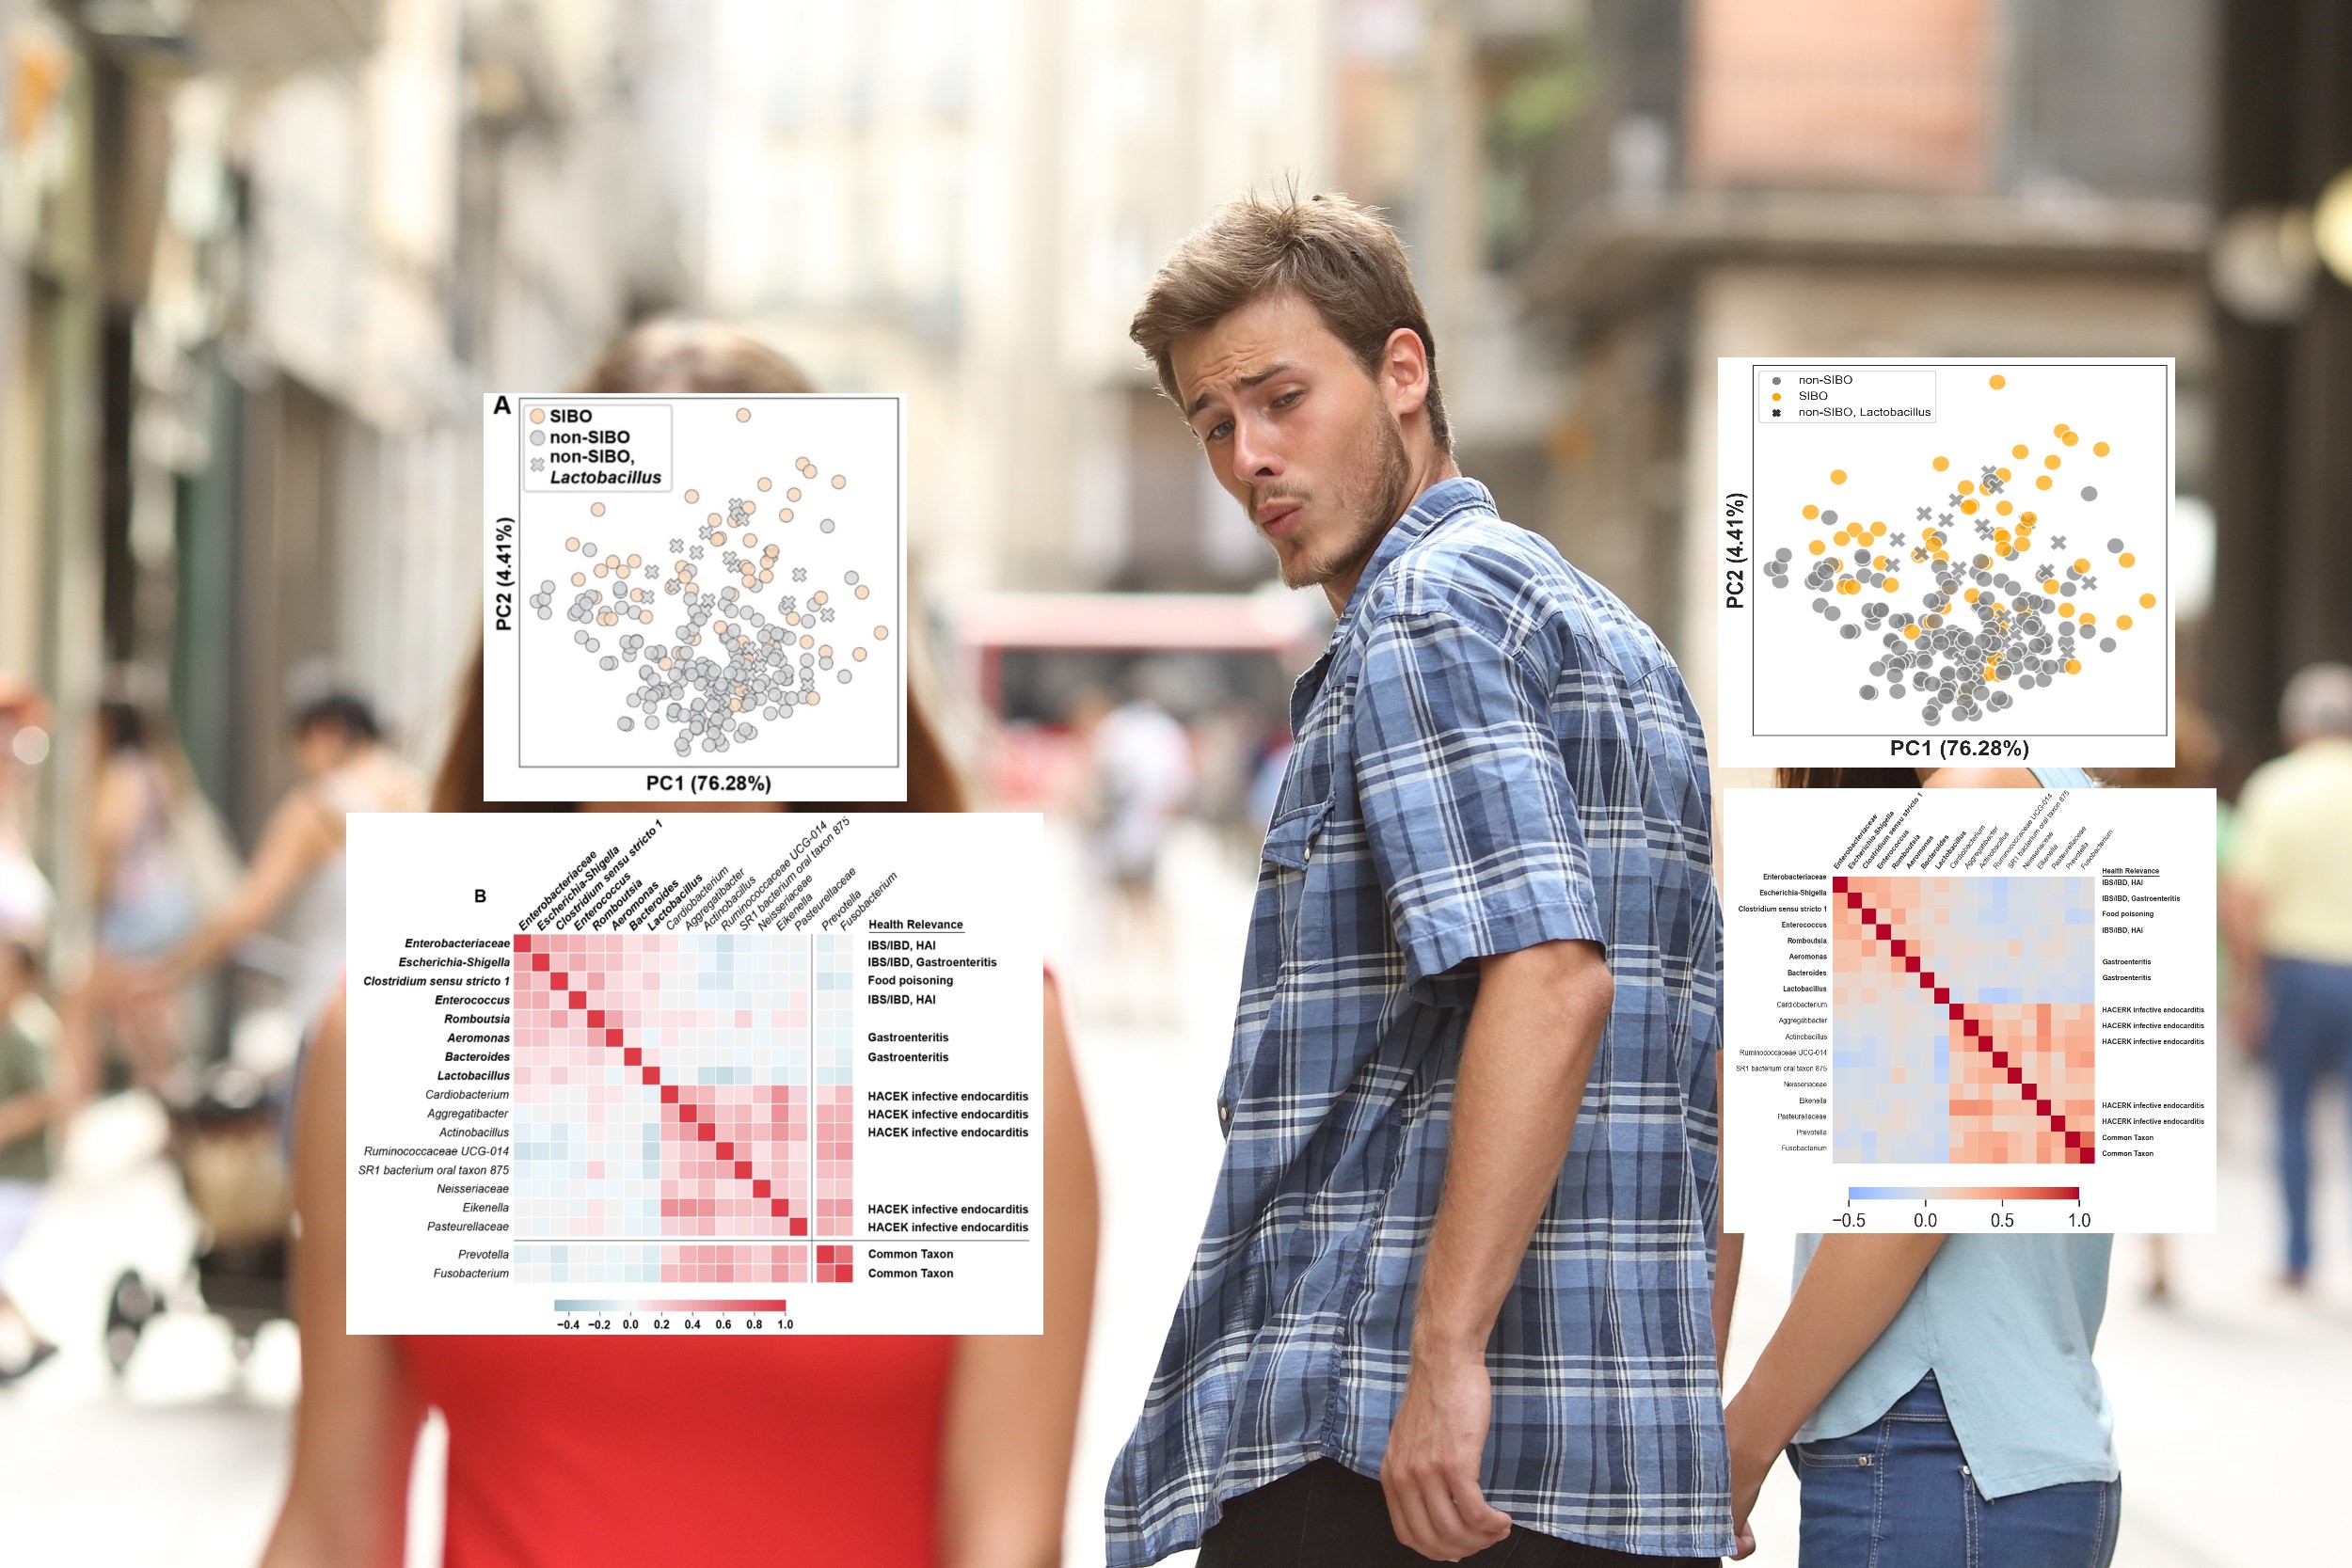 A
SIBO
non-SIBO
non-SIBO,
Lactobacillus
PC2 (4.41%)
PC1 (76.28%)
B
Enterobacteriaceae
Escherichia-Shigella
Clostridium sensu stricto 1
Enterococcus
Romboutsia
Aeromonas
Bacteroides
Lactobacillus
Cardiobacterium
Aggregatibacter
Actinobacillus
Ruminococcaceae UCG-014
SR1 bacterium oral taxon 875
Neisseriaceae
Eikenella
Pasteurellaceae
Prevotella
Fusobacterium
Health Relevance
Enterobacteriaceae IBS/IBD, HAI
Escherichia-Shigella IBS/IBD, Gastroenteritis
Clostridium sensu stricto 1 Food poisoning
Enterococcus IBS/IBD, HAI
Romboutsia
Aeromonas Gastroenteritis
Bacteroides Gastroenteritis
Lactobacillus
Cardiobacterium HACEK infective endocarditis
Aggregatibacter HACEK infective endocarditis
Actinobacillus HACEK infective endocarditis
Ruminococcaceae UCG-014
SR1 bacterium oral taxon 875
Neisseriaceae
Eikenella HACEK infective endocarditis
Pasteurellaceae HACEK infective endocarditis
Prevotella Common Taxon
Fusobacterium Common Taxon
−0.4 −0.2 0.0 0.2 0.4 0.6 0.8 1.0
non-SIBO
SIBO
non-SIBO, Lactobacillus
PC2 (4.41%)
PC1 (76.28%)
Enterobacteriaceae
Escherichia-Shigella
Clostridium sensu stricto 1
Enterococcus
Romboutsia
Aeromonas
Bacteroides
Lactobacillus
Cardiobacterium
Aggregatibacter
Actinobacillus
Ruminococcaceae UCG-014
SR1 bacterium oral taxon 875
Neisseriaceae
Eikenella
Pasteurellaceae
Prevotella
Fusobacterium
Health Relevance
Enterobacteriaceae IBS/IBD, HAI
Escherichia-Shigella IBS/IBD, Gastroenteritis
Clostridium sensu stricto 1 Food poisoning
Enterococcus IBS/IBD, HAI
Romboutsia
Aeromonas Gastroenteritis
Bacteroides Gastroenteritis
Lactobacillus
Cardiobacterium HACERK infective endocarditis
Aggregatibacter HACERK infective endocarditis
Actinobacillus HACERK infective endocarditis
Ruminococcaceae UCG-014
SR1 bacterium oral taxon 875
Neisseriaceae
Eikenella HACERK infective endocarditis
Pasteurellaceae HACERK infective endocarditis
Prevotella Common Taxon
Fusobacterium Common Taxon
−0.5 0.0 0.5 1.0